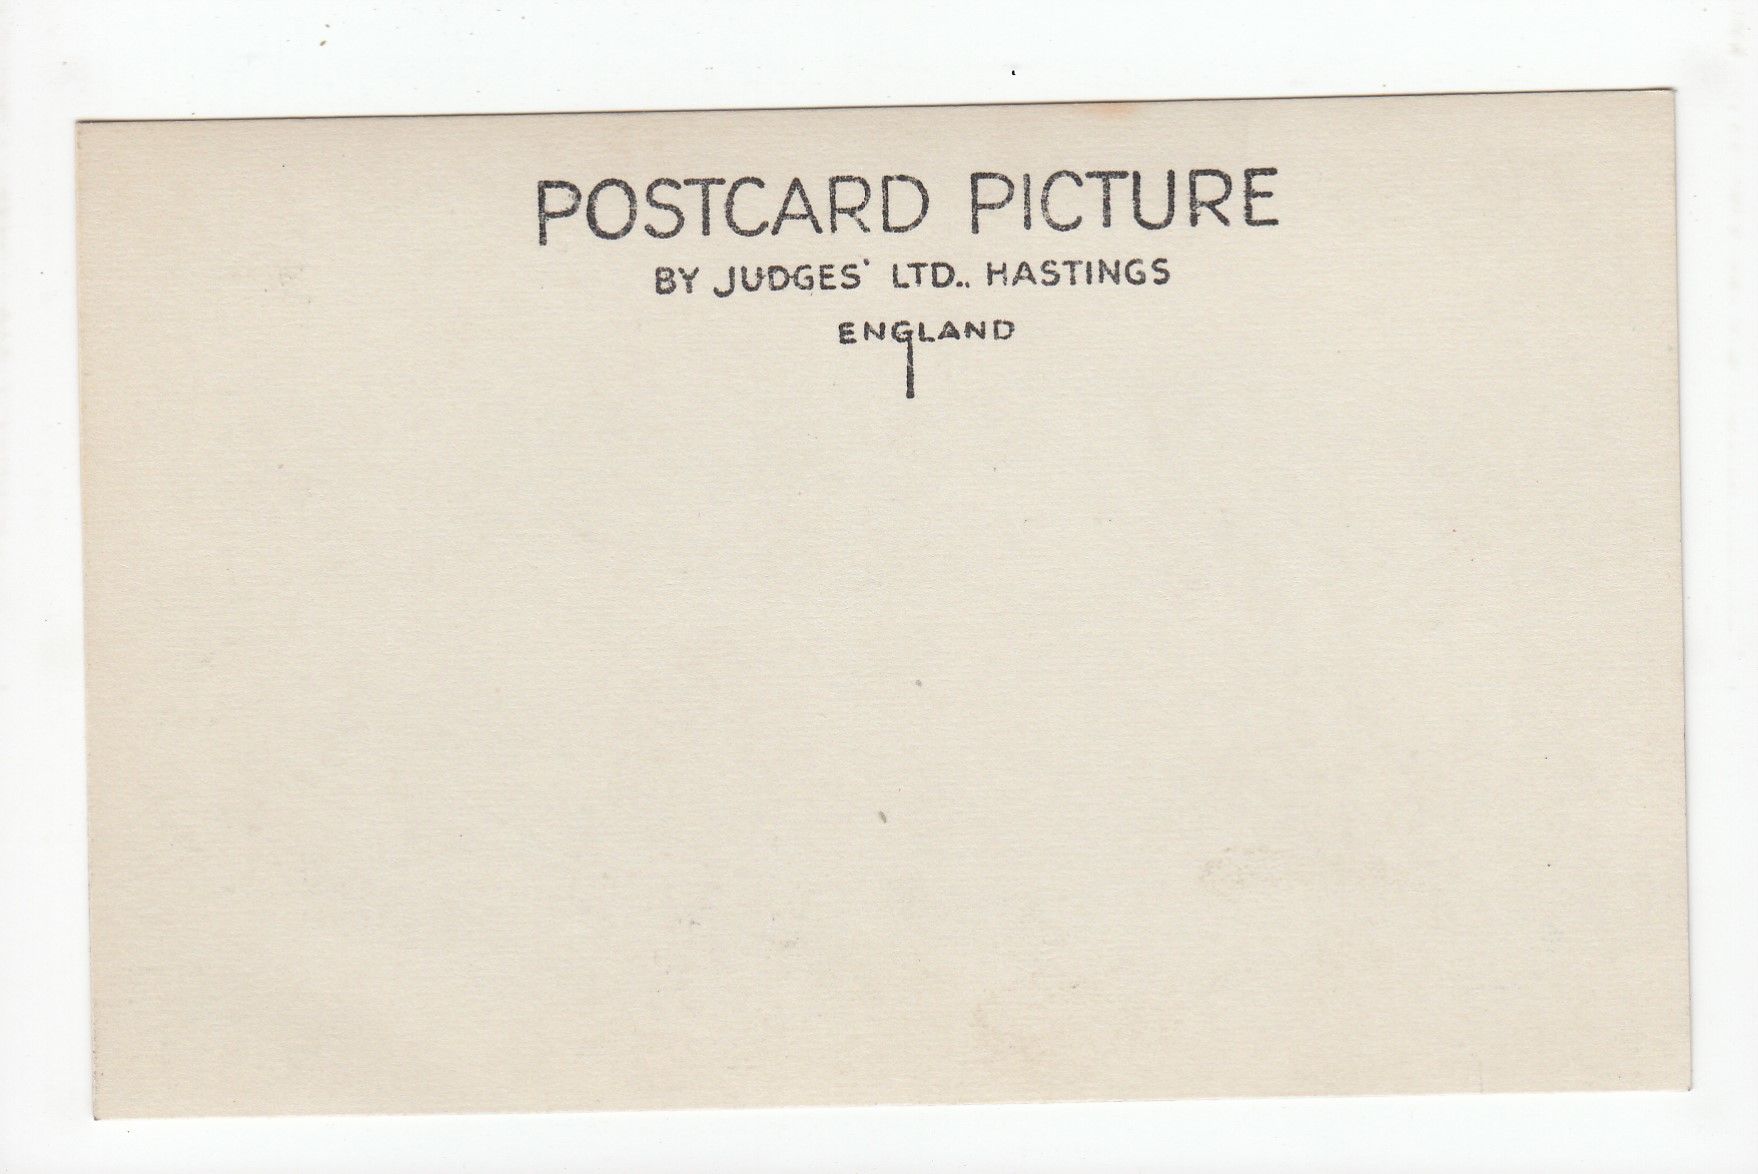 POSTCARD PICTURE
BY JUDGES' LTD., HASTINGS
ENGLAND